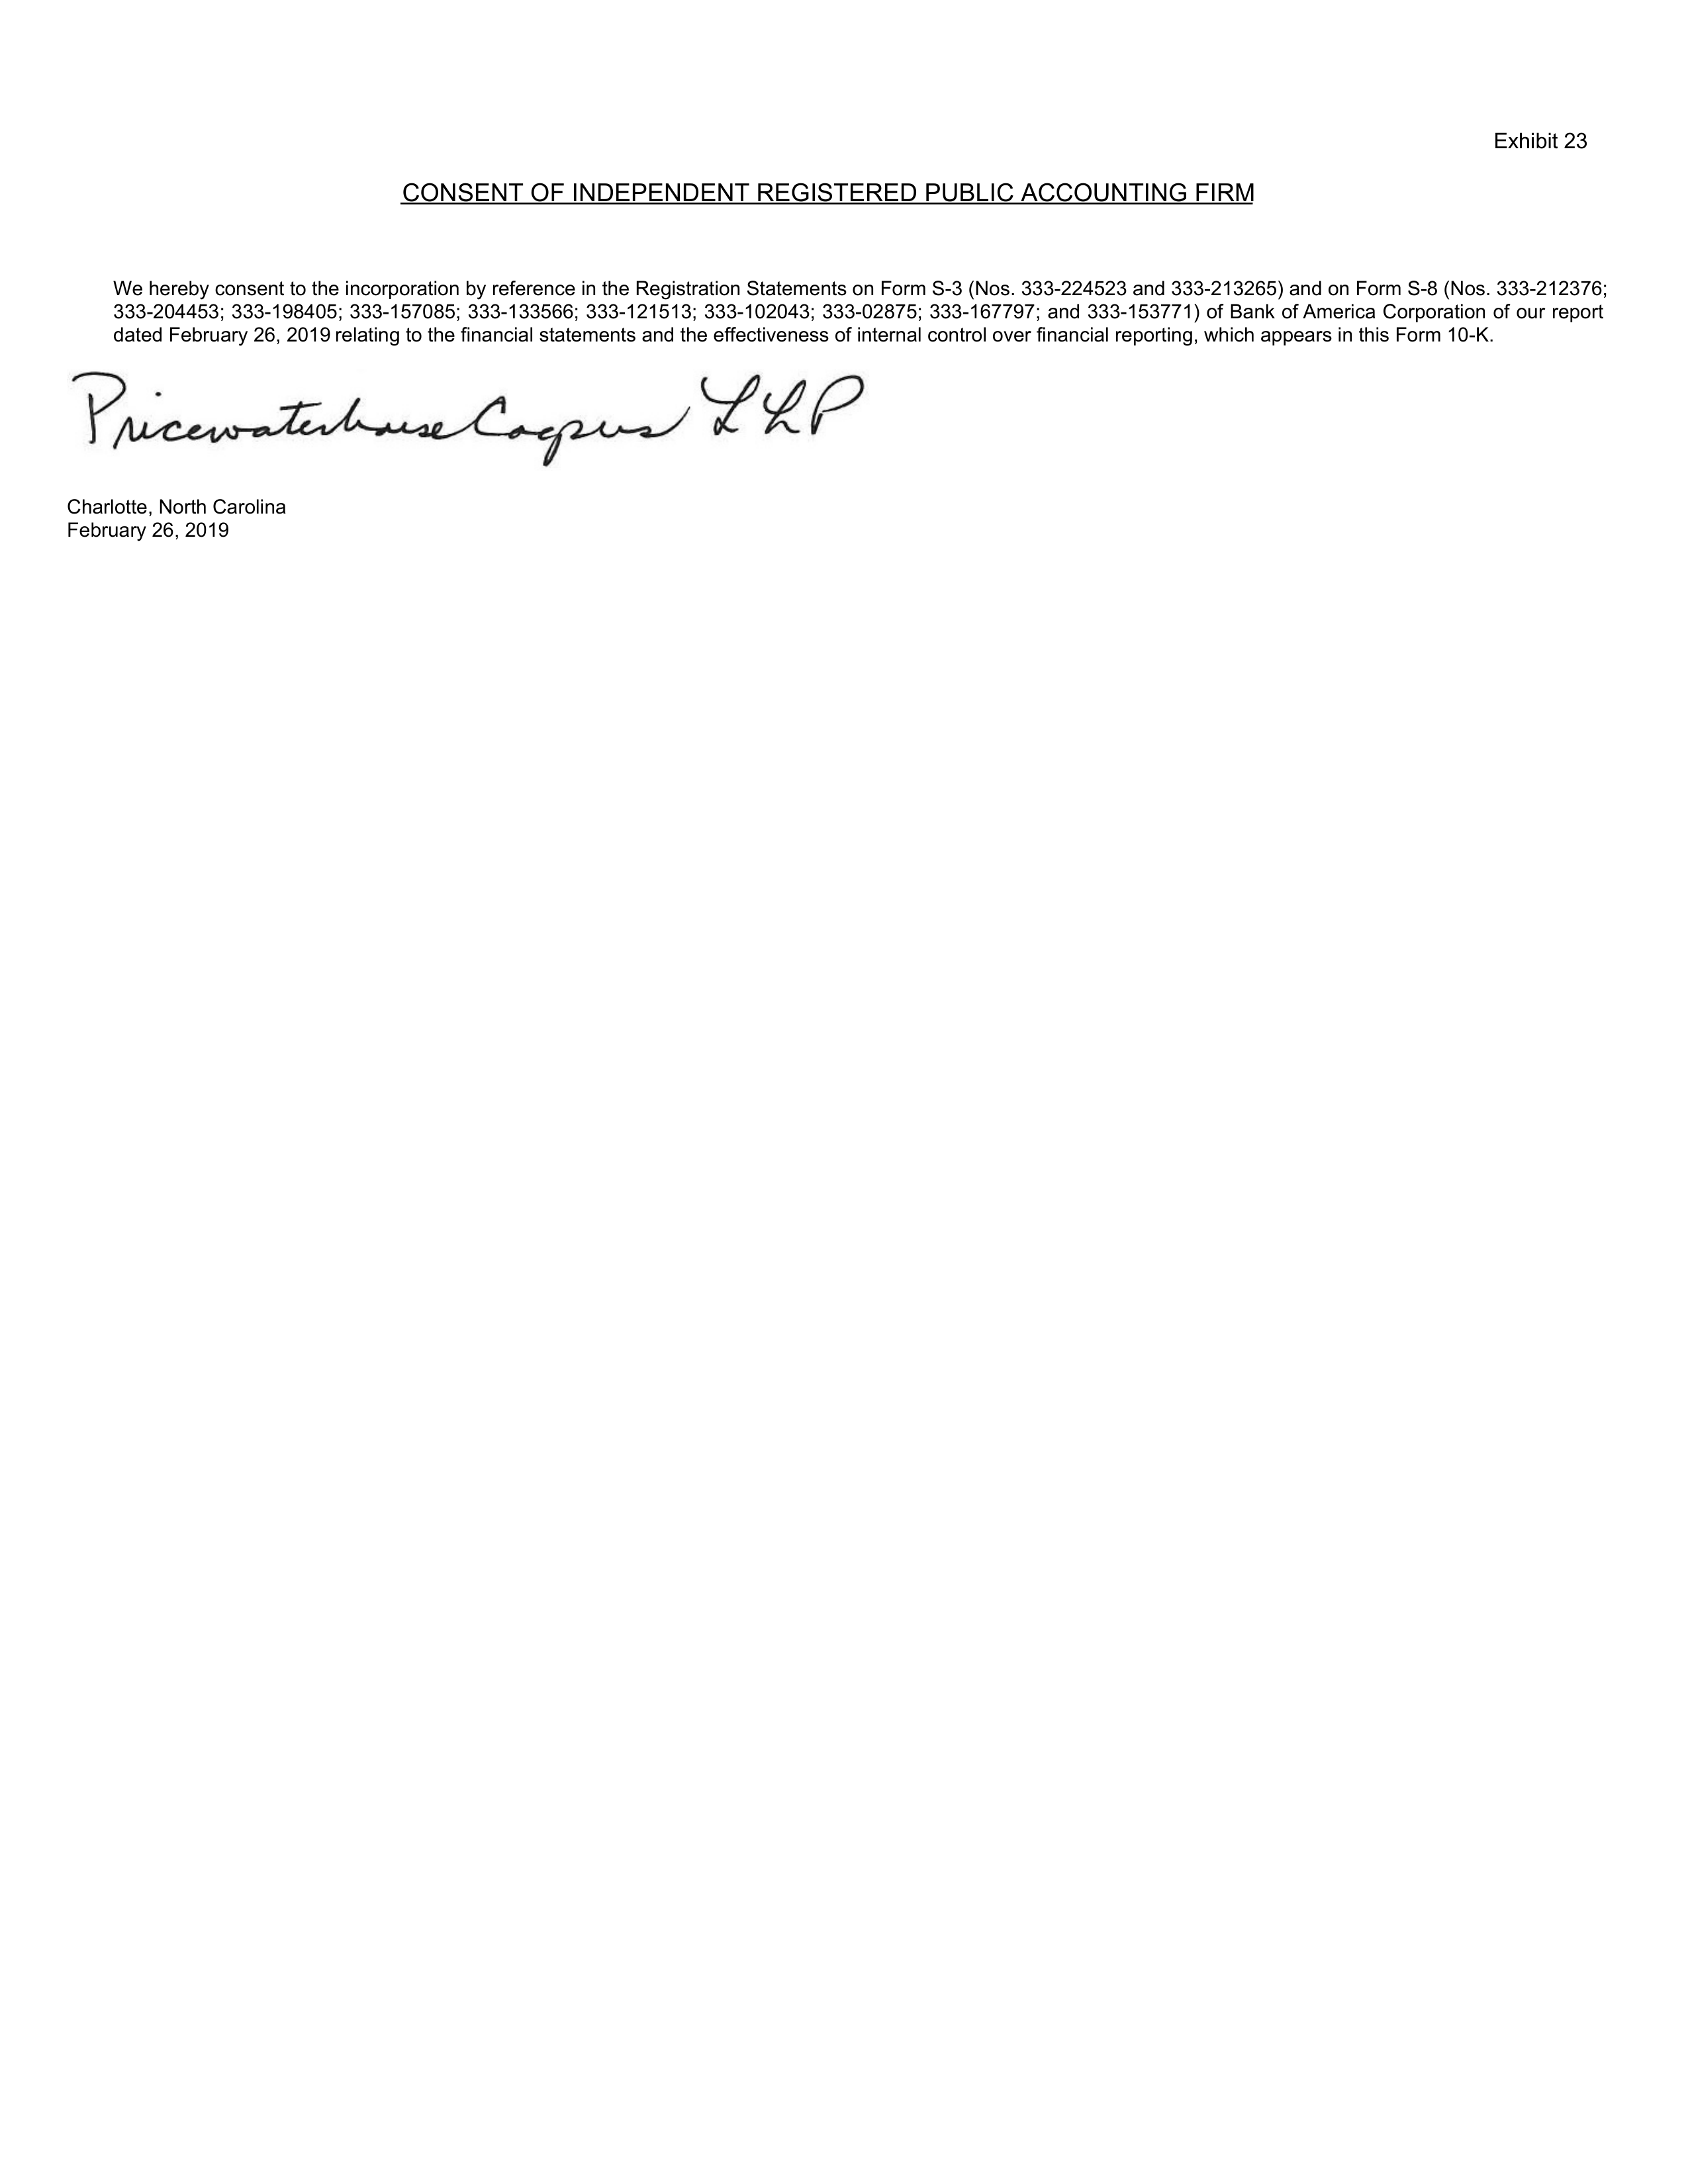 Exhibit 23
CONSENT OF INDEPENDENT REGISTERED PUBLIC ACCOUNTING FIRM
We hereby consent to the incorporation by reference in the Registration Statements on Form S-3 (Nos. 333-224523 and 333-213265) and on Form S-8 (Nos. 333-212376;
333-204453; 333-198405; 333-157085; 333-133566; 333-121513; 333-102043; 333-02875; 333-167797; and 333-153771) of Bank of America Corporation of our report
dated February 26, 2019 relating to the financial statements and the effectiveness of internal control over financial reporting, which appears in this Form 10-K.
PricewaterhouseCoopers LLP
Charlotte, North Carolina
February 26, 2019